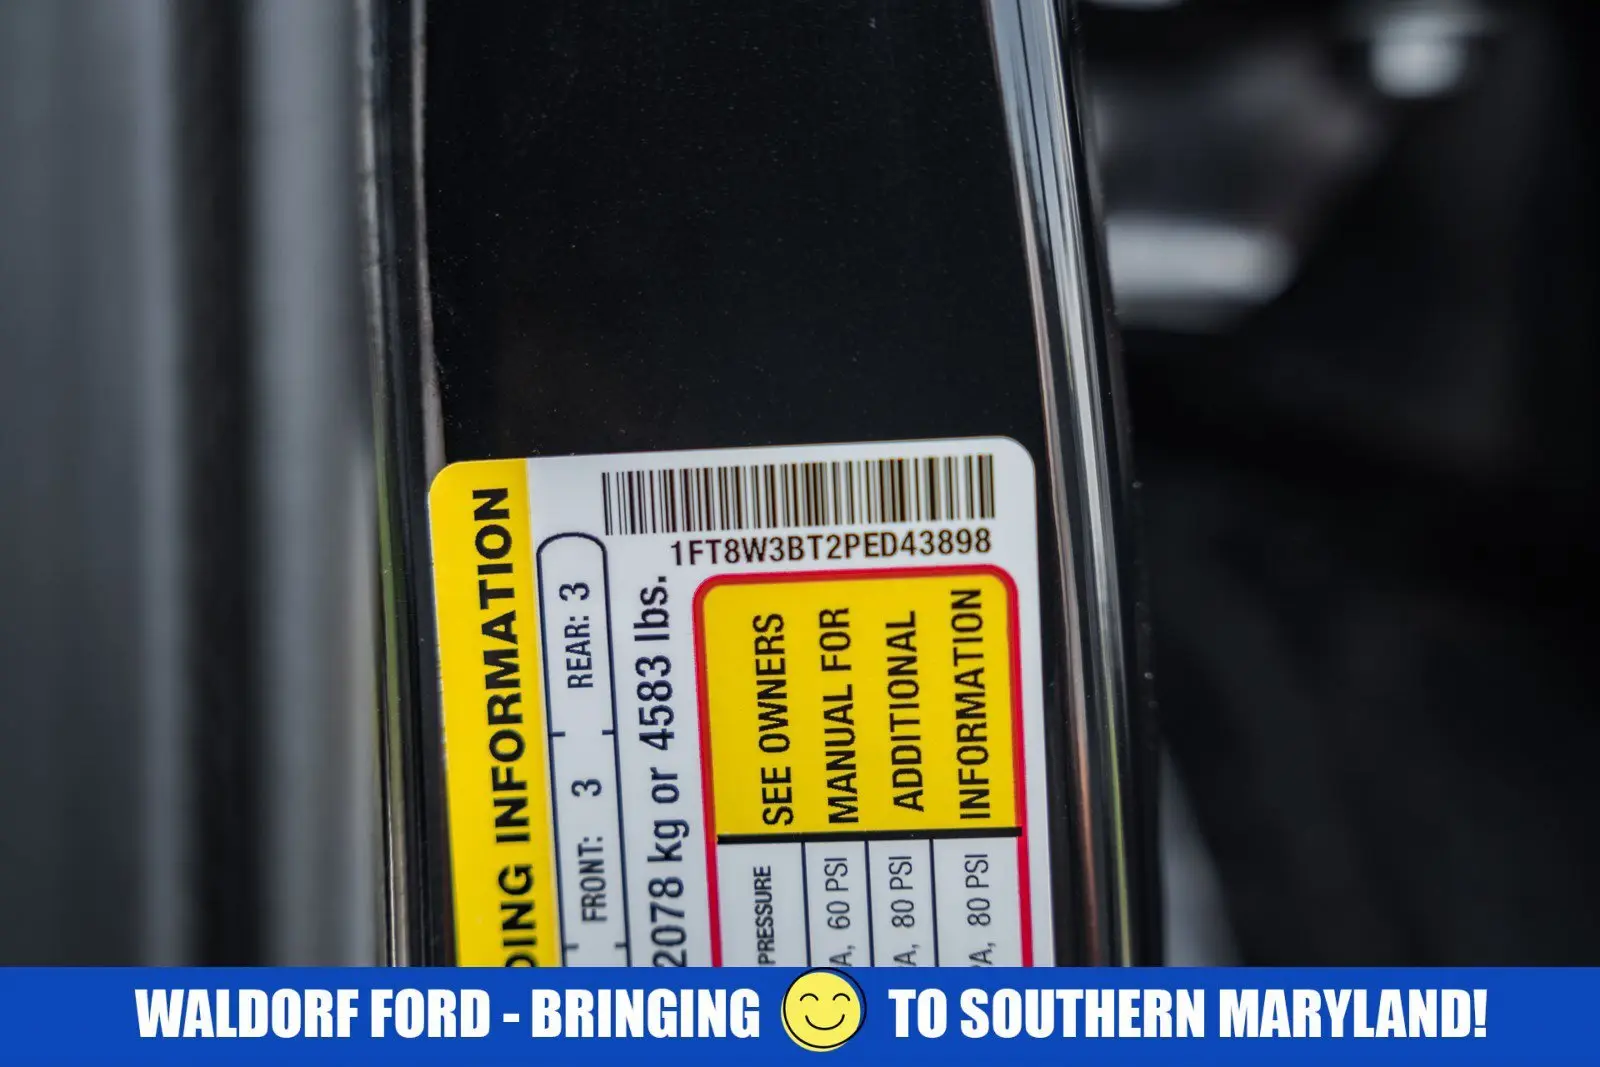 1FT8W3BT2PED43898
DING INFORMATION
FRONT: 3 REAR: 3
2078 kg or 4583 lbs.
SEE OWNERS
MANUAL FOR
ADDITIONAL
INFORMATION
PRESSURE
A, 60 PSI
A, 80 PSI
A, 80 PSI
WALDORF FORD - BRINGING 😊 TO SOUTHERN MARYLAND!